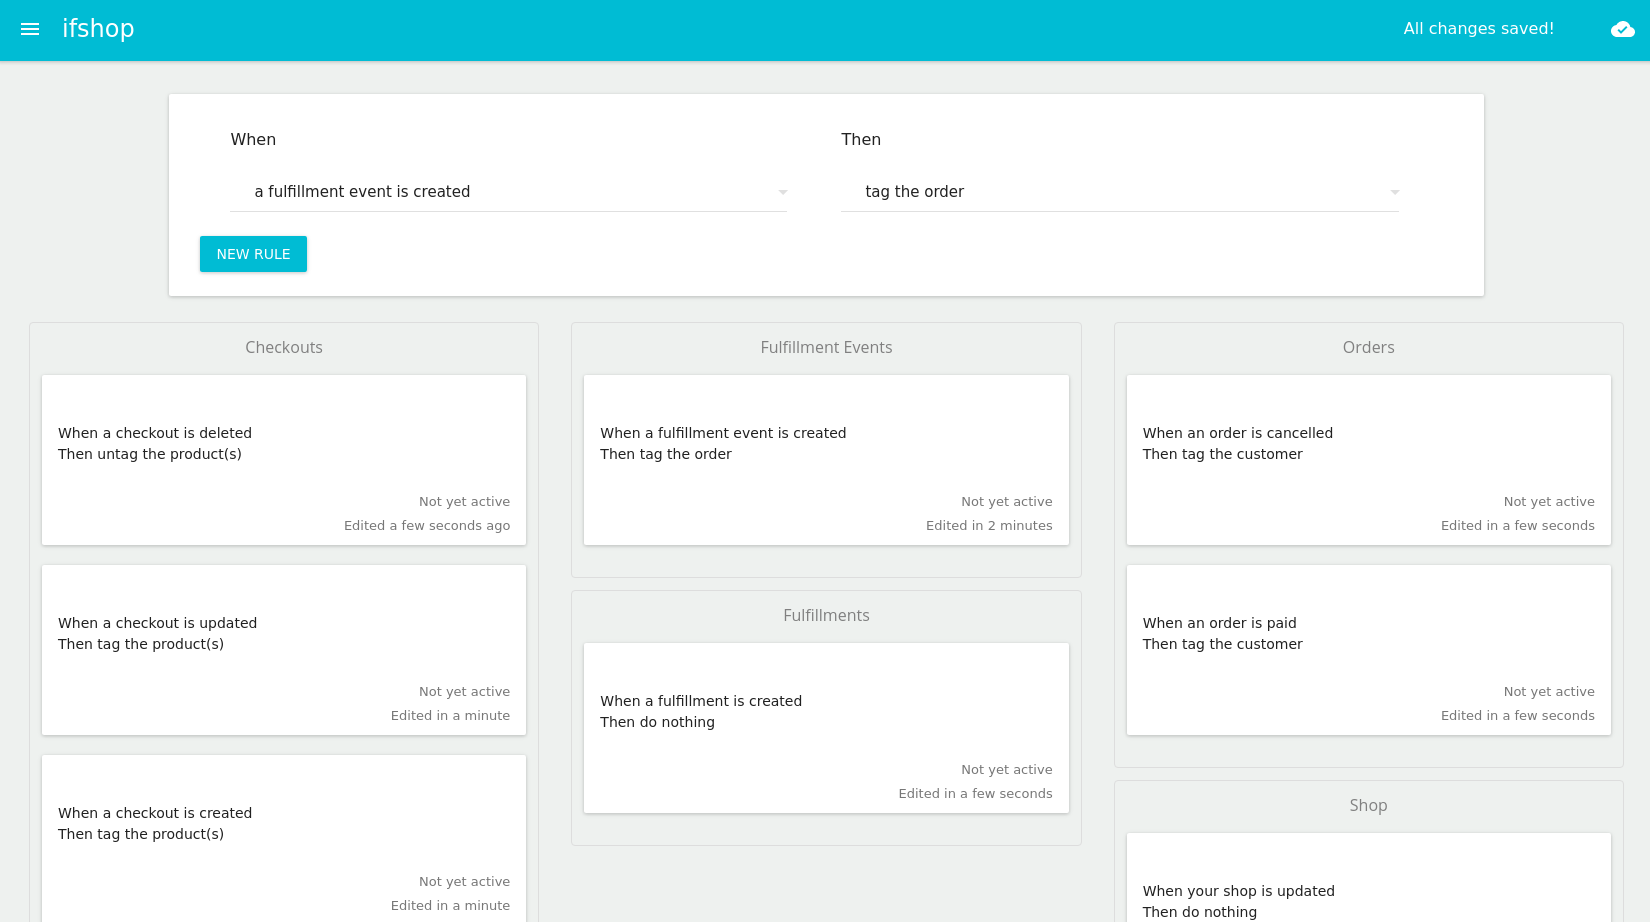 ifshop
All changes saved!
When
Then
a fulfillment event is created
tag the order
NEW RULE
Checkouts
When a checkout is deleted
Then untag the product(s)
Not yet active
Edited a few seconds ago
When a checkout is updated
Then tag the product(s)
Not yet active
Edited in a minute
When a checkout is created
Then tag the product(s)
Not yet active
Edited in a minute
Fulfillment Events
When a fulfillment event is created
Then tag the order
Not yet active
Edited in 2 minutes
Fulfillments
When a fulfillment is created
Then do nothing
Not yet active
Edited in a few seconds
Orders
When an order is cancelled
Then tag the customer
Not yet active
Edited in a few seconds
When an order is paid
Then tag the customer
Not yet active
Edited in a few seconds
Shop
When your shop is updated
Then do nothing